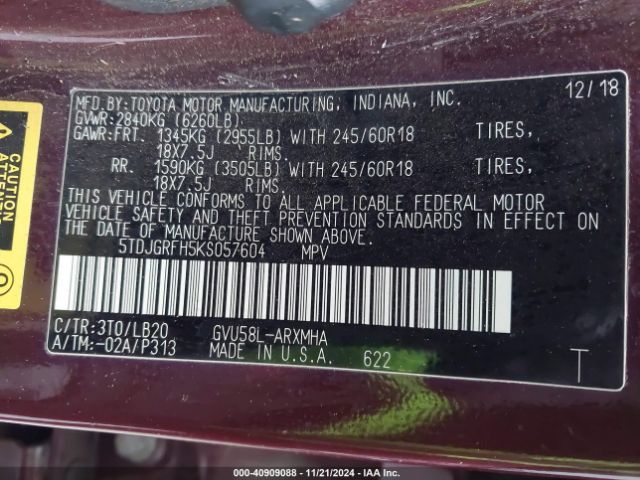 MFD.BY:TOYOTA MOTOR MANUFACTURING, INDIANA, INC. 12/18
GVWR:2840KG (6260LB)
GAWR:FRT. 1345KG (2955LB) WITH 245/60R18 TIRES,
18X7.5J RIMS.
RR. 1590KG (3505LB) WITH 245/60R18 TIRES,
18X7.5J RIMS.
THIS VEHICLE CONFORMS TO ALL APPLICABLE FEDERAL MOTOR
VEHICLE SAFETY AND THEFT PREVENTION STANDARDS IN EFFECT ON
THE DATE OF MANUFACTURE SHOWN ABOVE.
5TDJGRFH5KS057604 MPV
C/TR:3T0/LB20 GVU58L-ARXMHA
A/TM:-02A/P313 MADE IN U.S.A. 622 T
CAUTION
000-40909088 - 11/21/2024 - IAA Inc.